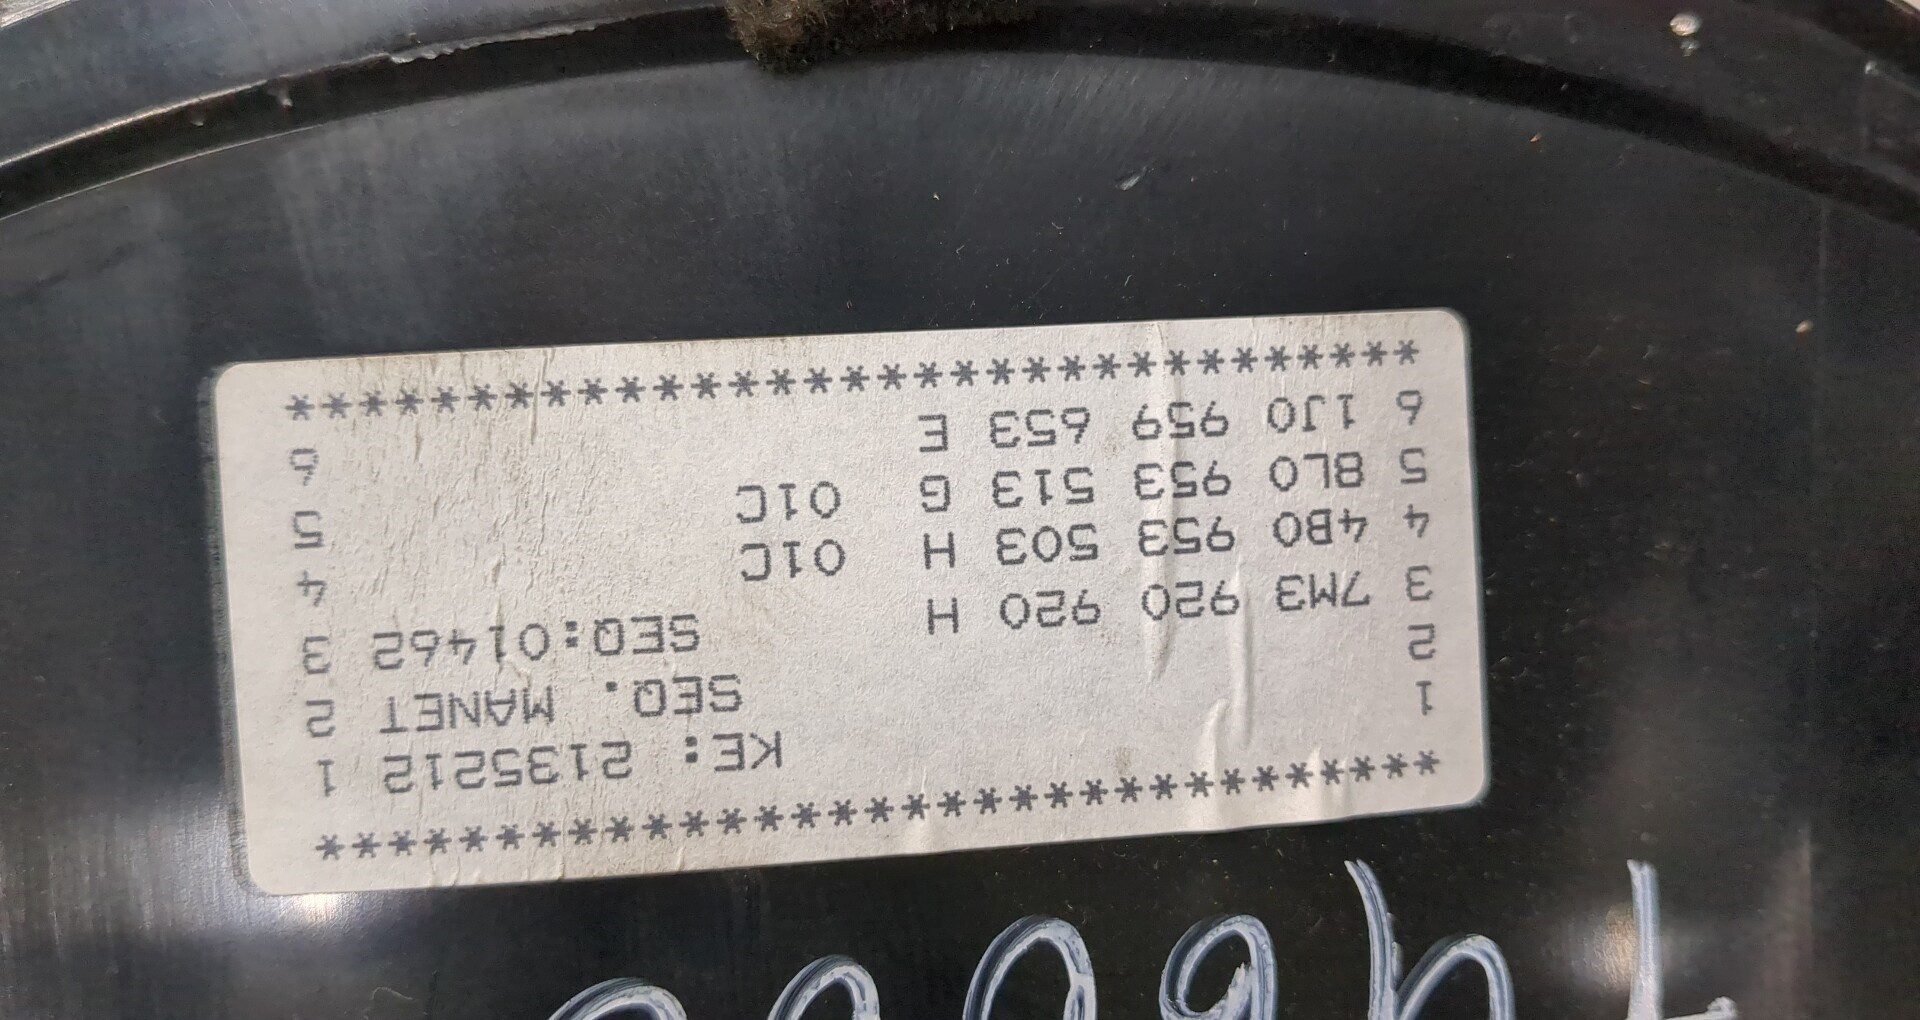 ********************************
1 KE: 2135212 1
2 SEQ. MANET 2
3 7M3 920 920 H SEQ:01462 3
4 4B0 953 503 H 01C 4
5 8L0 953 513 G 01C 5
6 1J0 959 653 E 6
********************************